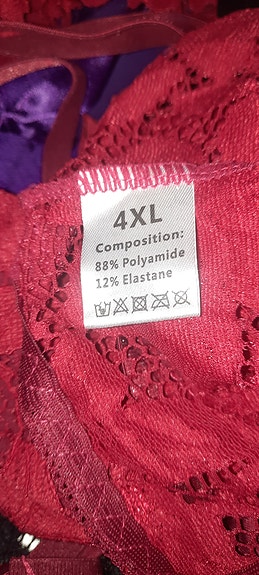 4XL
Composition:
88% Polyamide
12% Elastane